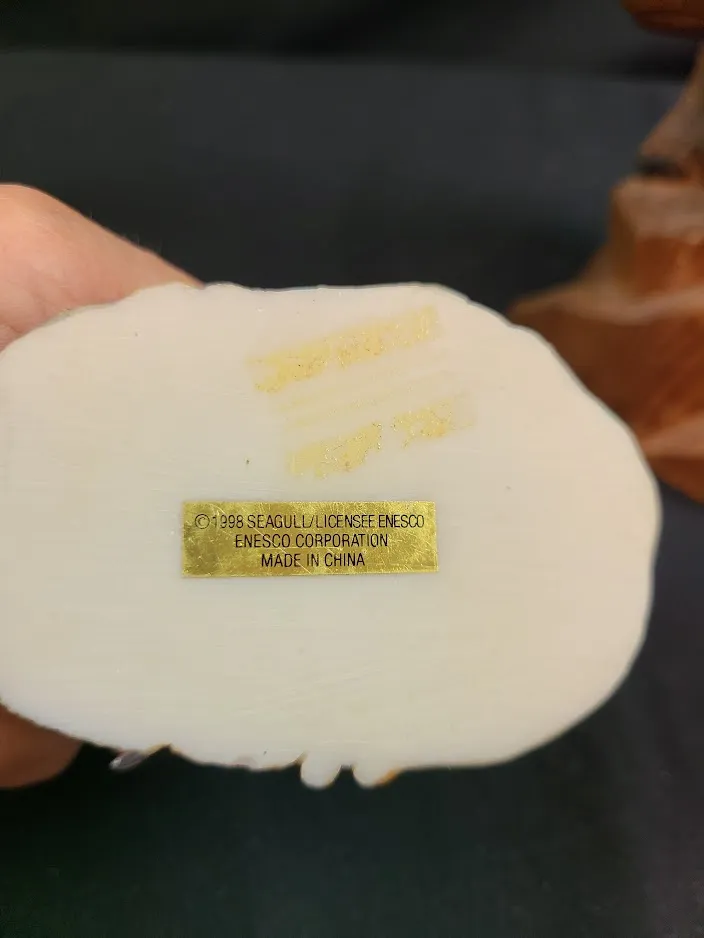 ©1998 SEAGULL/LICENSEE ENESCO
ENESCO CORPORATION
MADE IN CHINA